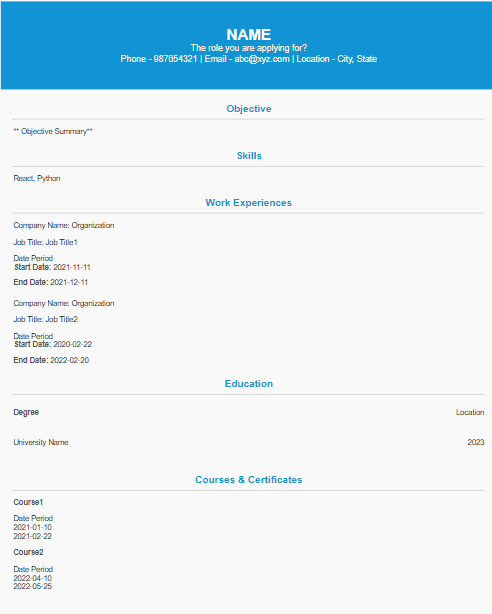 NAME
The role you are applying for?
Phone - 987654321 | Email - abc@xyz.com | Location - City, State
Objective
** Objective Summary**
Skills
React, Python
Work Experiences
Company Name: Organization
Job Title: Job Title1
Date Period
Start Date: 2021-11-11
End Date: 2021-12-11
Company Name: Organization
Job Title: Job Title2
Date Period
Start Date: 2020-02-22
End Date: 2022-02-20
Education
Degree Location
University Name 2023
Courses & Certificates
Course1
Date Period
2021-01-10
2021-02-22
Course2
Date Period
2022-04-10
2022-05-25